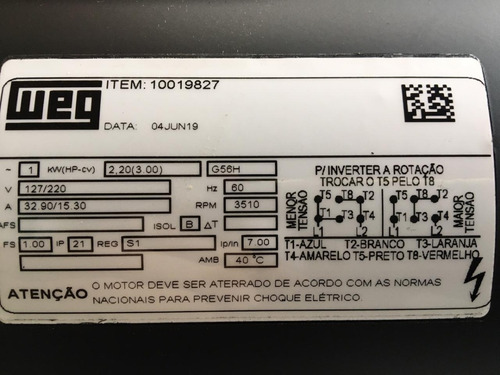 WEG
ITEM: 10019827
DATA: 04JUN19
~ 1 KW(HP-cv) 2,20(3.00) G56H
V 127/220 Hz 60
A 32.90/15.30 RPM 3510
AFS ISOL B ΔT
FS 1.00 IP 21 REG S1 Ip/In 7.00
AMB 40°C
P/ INVERTER A ROTAÇÃO
TROCAR O T5 PELO T8
MENOR TENSÃO
T5 T8 T2
T1 T3 T4
L1 L2
T5 T8 T2
T1 T3 T4
L1 L2
MAIOR TENSÃO
T1-AZUL T2-BRANCO T3-LARANJA
T4-AMARELO T5-PRETO T8-VERMELHO
ATENÇÃO
O MOTOR DEVE SER ATERRADO DE ACORDO COM AS NORMAS
NACIONAIS PARA PREVENIR CHOQUE ELÉTRICO.